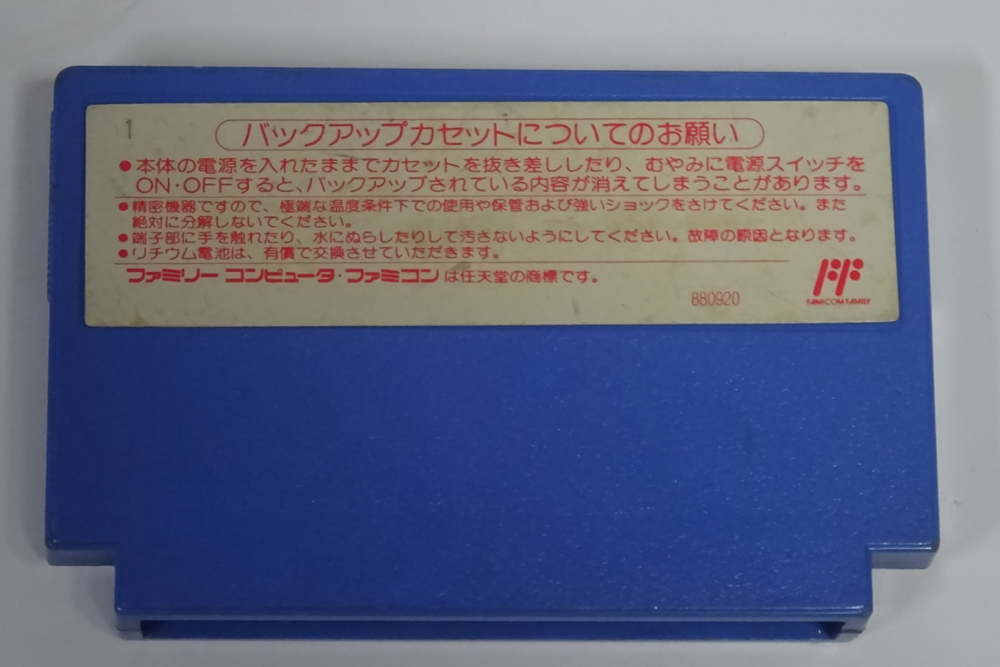 1
バックアップカセットについてのお願い
●本体の電源を入れたままでカセットを抜き差ししたり、むやみに電源スイッチを
ON・OFFすると、バックアップされている内容が消えてしまうことがあります。
●精密機器ですので、極端な温度条件下での使用や保管および強いショックをさけてください。また
絶対に分解しないでください。
●端子部に手を触れたり、水にぬらしたりして汚さないようにしてください。故障の原因となります。
●リチウム電池は、有償で交換させていただきます。
ファミリーコンピュータ・ファミコンは任天堂の商標です。
880920
FF
FAMICOM FAMILY